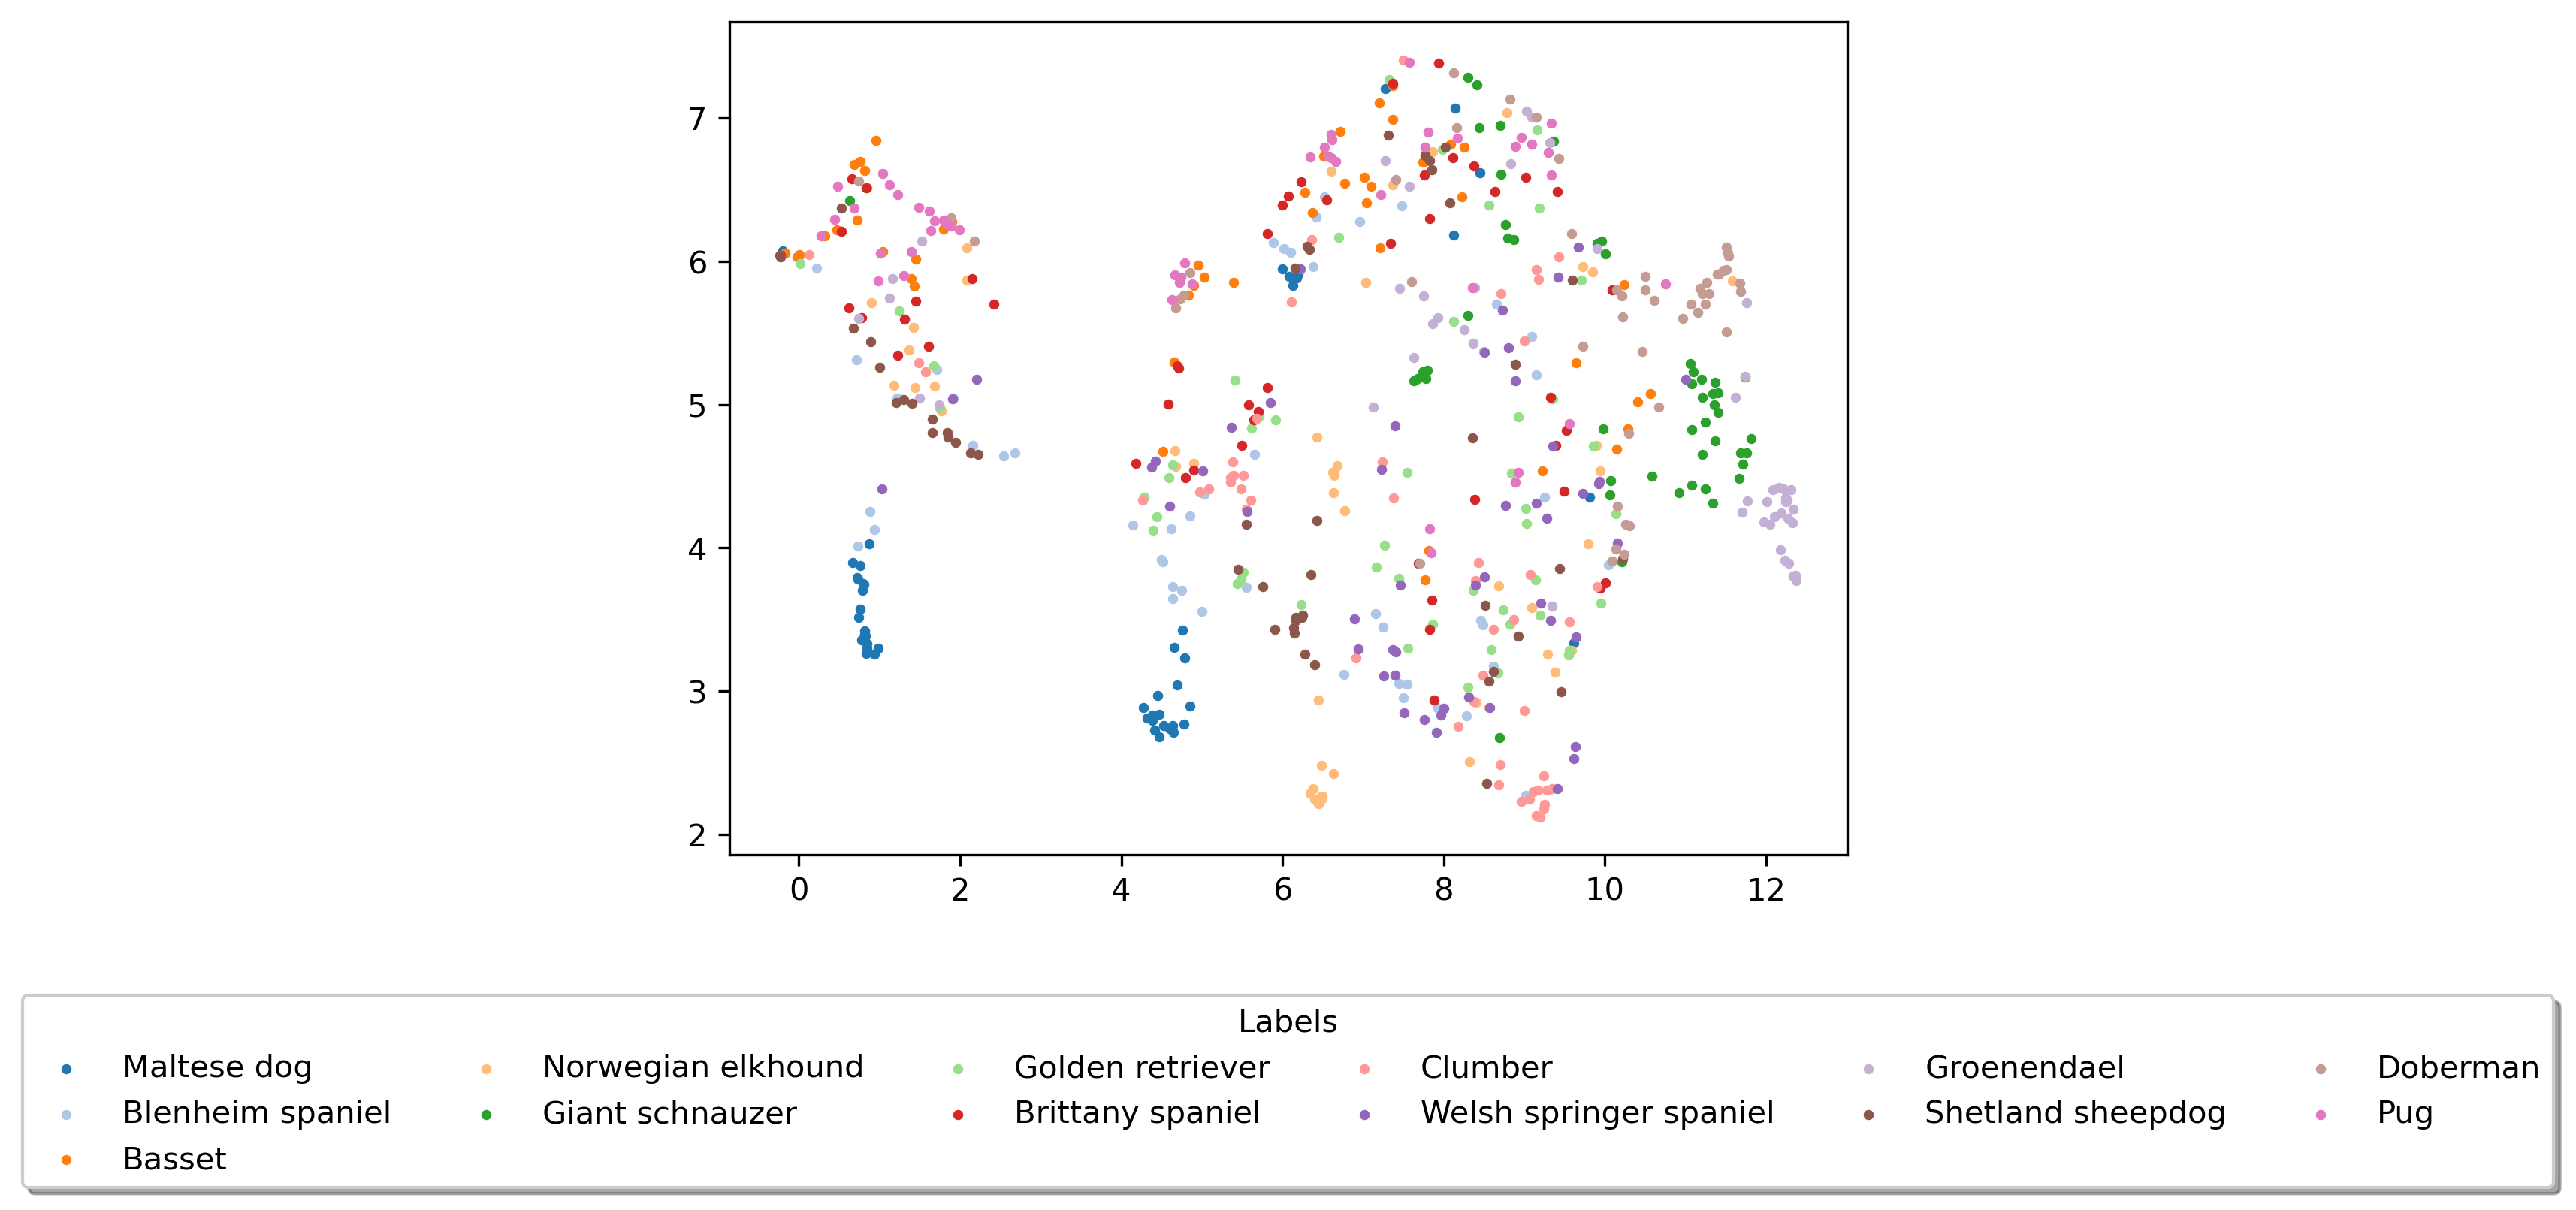 7
6
5
4
3
2
0 2 4 6 8 10 12
Labels
Maltese dog Norwegian elkhound Golden retriever Clumber Groenendael Doberman
Blenheim spaniel Giant schnauzer Brittany spaniel Welsh springer spaniel Shetland sheepdog Pug
Basset